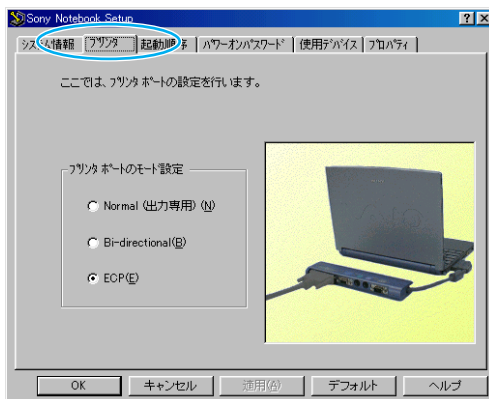 Sony Notebook Setup
システム情報 プリンタ 起動順序 パワーオンパスワード 使用デバイス プロパティ
ここでは、プリンタ ポートの設定を行います。
プリンタ ポートのモード設定
Normal (出力専用) (N)
Bi-directional(B)
ECP(E)
VAIO
OK キャンセル 適用(A) デフォルト ヘルプ